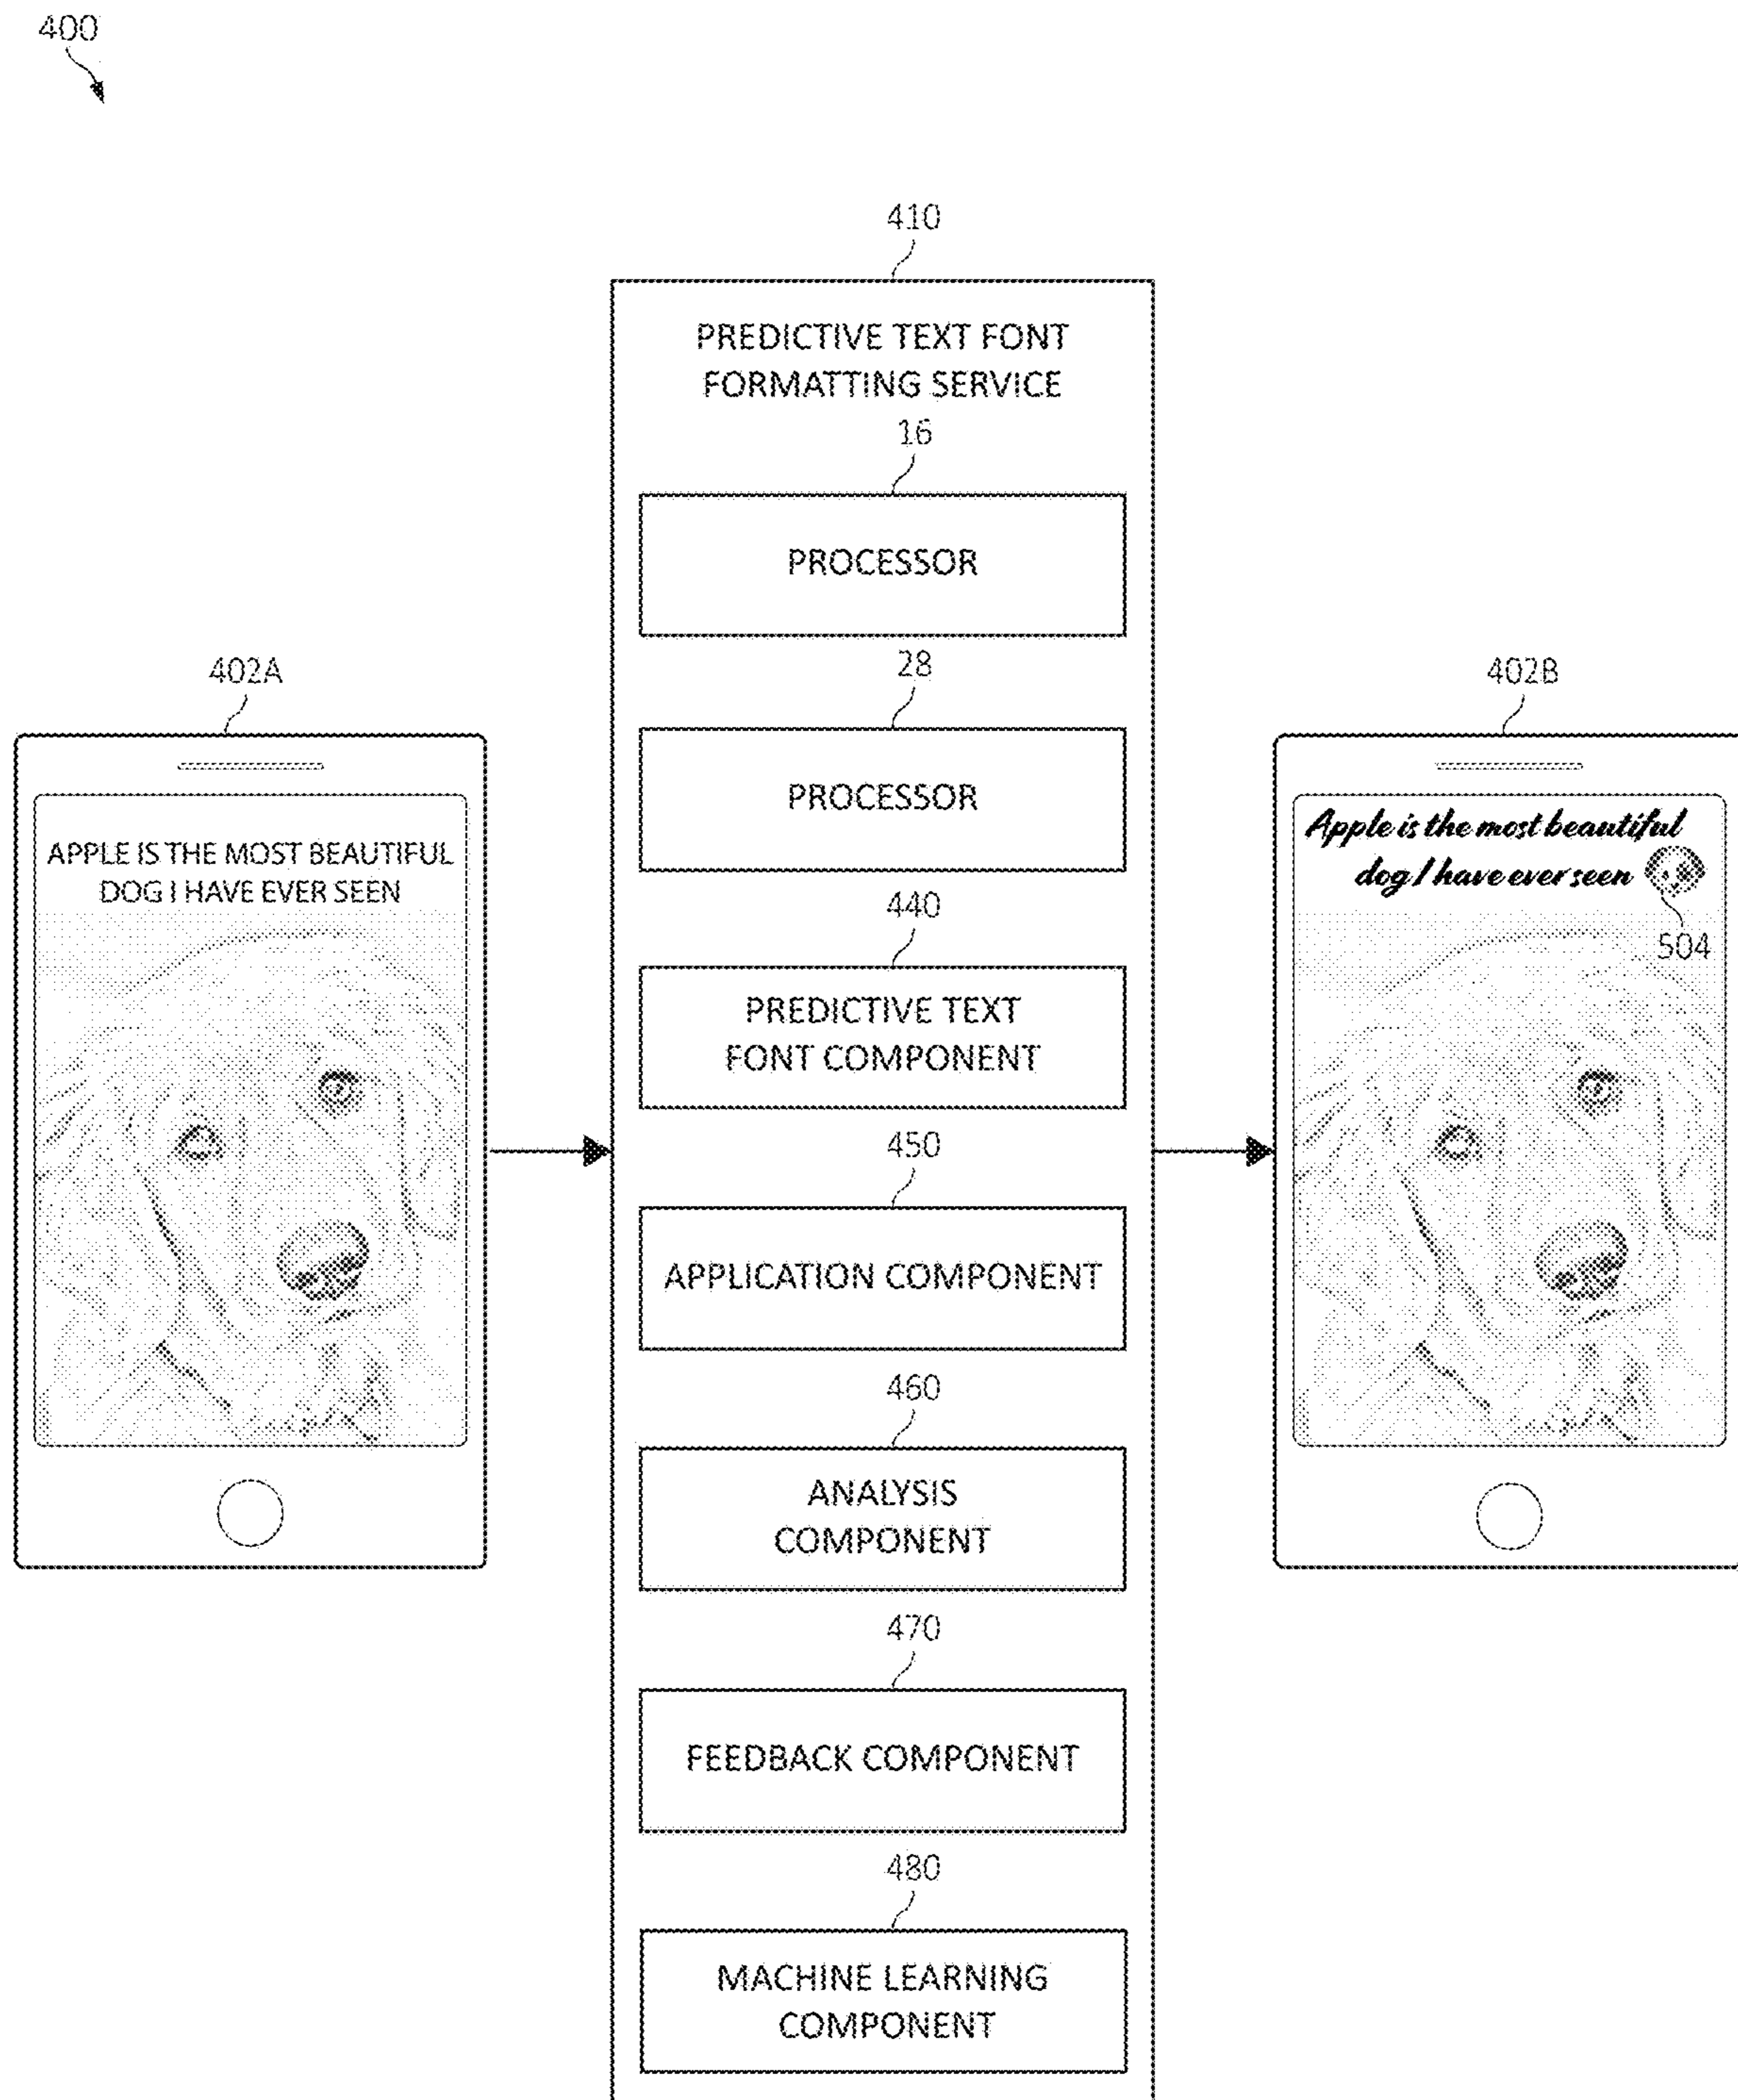 400
410
PREDICTIVE TEXT FONT
FORMATTING SERVICE
16
PROCESSOR
28
PROCESSOR
440
PREDICTIVE TEXT
FONT COMPONENT
450
APPLICATION COMPONENT
460
ANALYSIS
COMPONENT
470
FEEDBACK COMPONENT
480
MACHINE LEARNING
COMPONENT
402A
APPLE IS THE MOST BEAUTIFUL
DOG I HAVE EVER SEEN
402B
Apple is the most beautiful
dog I have ever seen
504